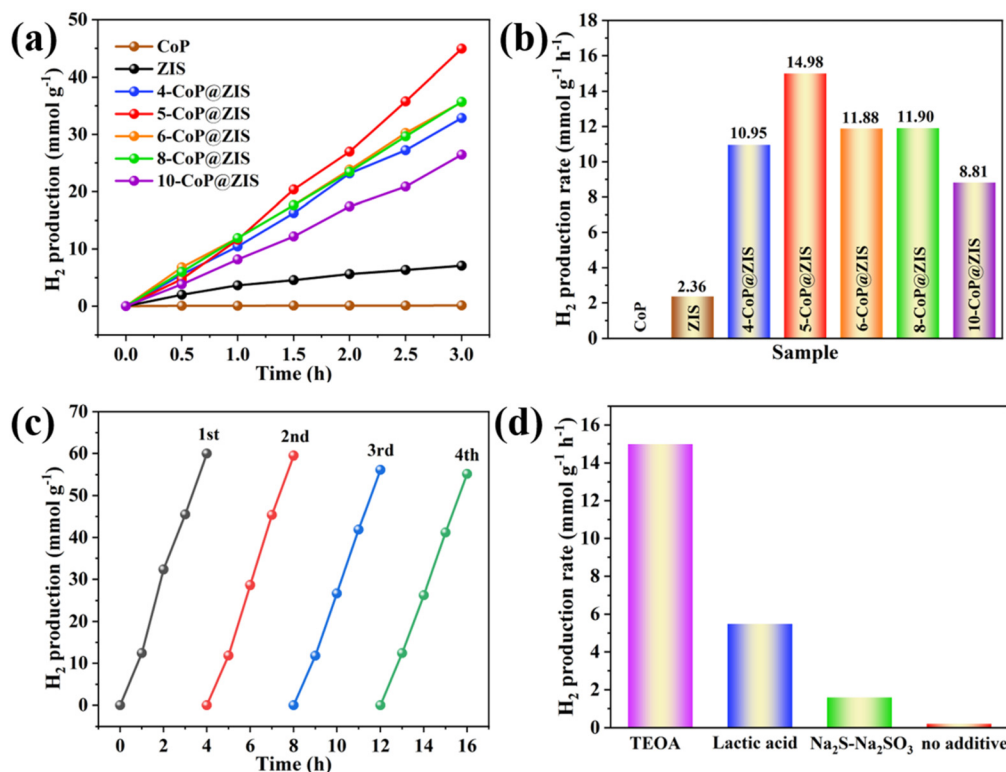 (a)
H₂ production (mmol g⁻¹)
50
40
30
20
10
0
CoP
ZIS
4-CoP@ZIS
5-CoP@ZIS
6-CoP@ZIS
8-CoP@ZIS
10-CoP@ZIS
0.0 0.5 1.0 1.5 2.0 2.5 3.0
Time (h)
(b)
H₂ production rate (mmol g⁻¹ h⁻¹)
18
16
14
12
10
8
6
4
2
0
2.36
10.95
14.98
11.88
11.90
8.81
CoP
ZIS
4-CoP@ZIS
5-CoP@ZIS
6-CoP@ZIS
8-CoP@ZIS
10-CoP@ZIS
Sample
(c)
H₂ production (mmol g⁻¹)
70
60
50
40
30
20
10
0
1st
2nd
3rd
4th
0 2 4 6 8 10 12 14 16
Time (h)
(d)
H₂ production rate (mmol g⁻¹ h⁻¹)
16
14
12
10
8
6
4
2
0
TEOA Lactic acid Na₂S-Na₂SO₃ no additive